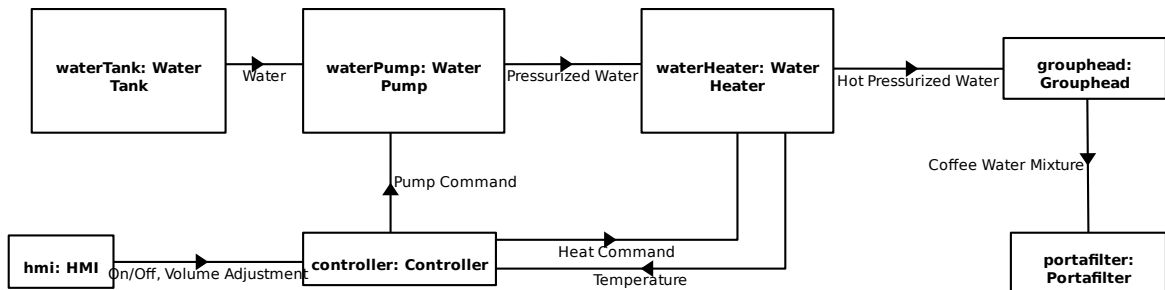 waterTank: Water
Tank
Water
waterPump: Water
Pump
Pressurized Water
waterHeater: Water
Heater
Hot Pressurized Water
grouphead:
Grouphead
Pump Command
Coffee Water Mixture
hmi: HMI
On/Off, Volume Adjustment
controller: Controller
Heat Command
Temperature
portafilter:
Portafilter